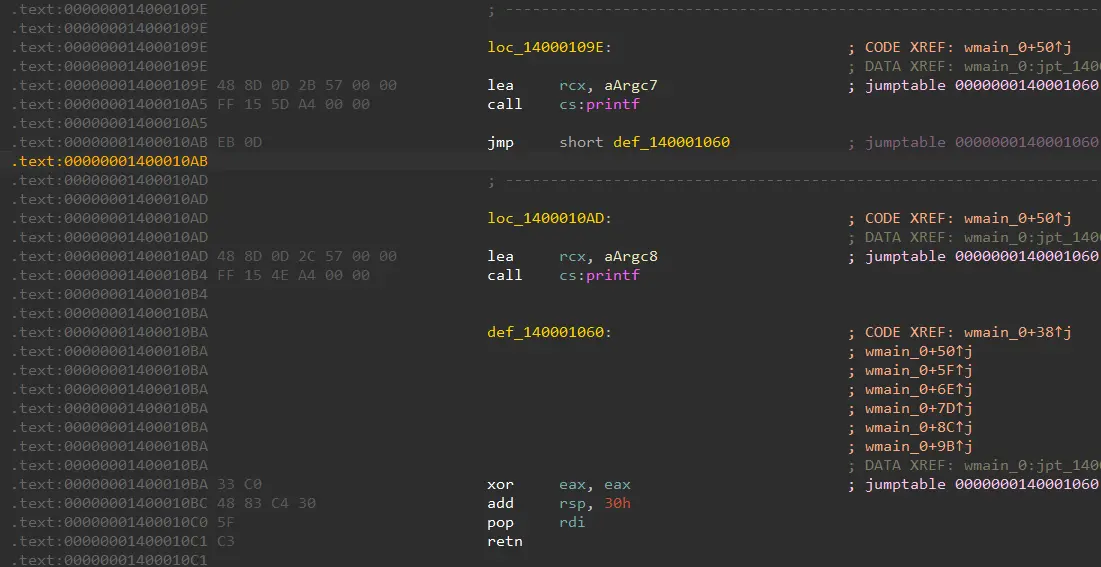 .text:000000014000109E ; ------------------------------------------------------------------
.text:000000014000109E
.text:000000014000109E loc_14000109E: ; CODE XREF: wmain_0+50↑j
.text:000000014000109E ; DATA XREF: wmain_0:jpt_140
.text:000000014000109E 48 8D 0D 2B 57 00 00 lea rcx, aArgc7 ; jumptable 0000000140001060
.text:00000001400010A5 FF 15 5D A4 00 00 call cs:printf
.text:00000001400010A5
.text:00000001400010AB EB 0D jmp short def_140001060 ; jumptable 0000000140001060
.text:00000001400010AB
.text:00000001400010AD ; ------------------------------------------------------------------
.text:00000001400010AD
.text:00000001400010AD loc_1400010AD: ; CODE XREF: wmain_0+50↑j
.text:00000001400010AD ; DATA XREF: wmain_0:jpt_140
.text:00000001400010AD 48 8D 0D 2C 57 00 00 lea rcx, aArgc8 ; jumptable 0000000140001060
.text:00000001400010B4 FF 15 4E A4 00 00 call cs:printf
.text:00000001400010B4
.text:00000001400010BA
.text:00000001400010BA def_140001060: ; CODE XREF: wmain_0+38↑j
.text:00000001400010BA ; wmain_0+50↑j
.text:00000001400010BA ; wmain_0+5F↑j
.text:00000001400010BA ; wmain_0+6E↑j
.text:00000001400010BA ; wmain_0+7D↑j
.text:00000001400010BA ; wmain_0+8C↑j
.text:00000001400010BA ; wmain_0+9B↑j
.text:00000001400010BA ; DATA XREF: wmain_0:jpt_140
.text:00000001400010BA 33 C0 xor eax, eax ; jumptable 0000000140001060
.text:00000001400010BC 48 83 C4 30 add rsp, 30h
.text:00000001400010C0 5F pop rdi
.text:00000001400010C1 C3 retn
.text:00000001400010C1